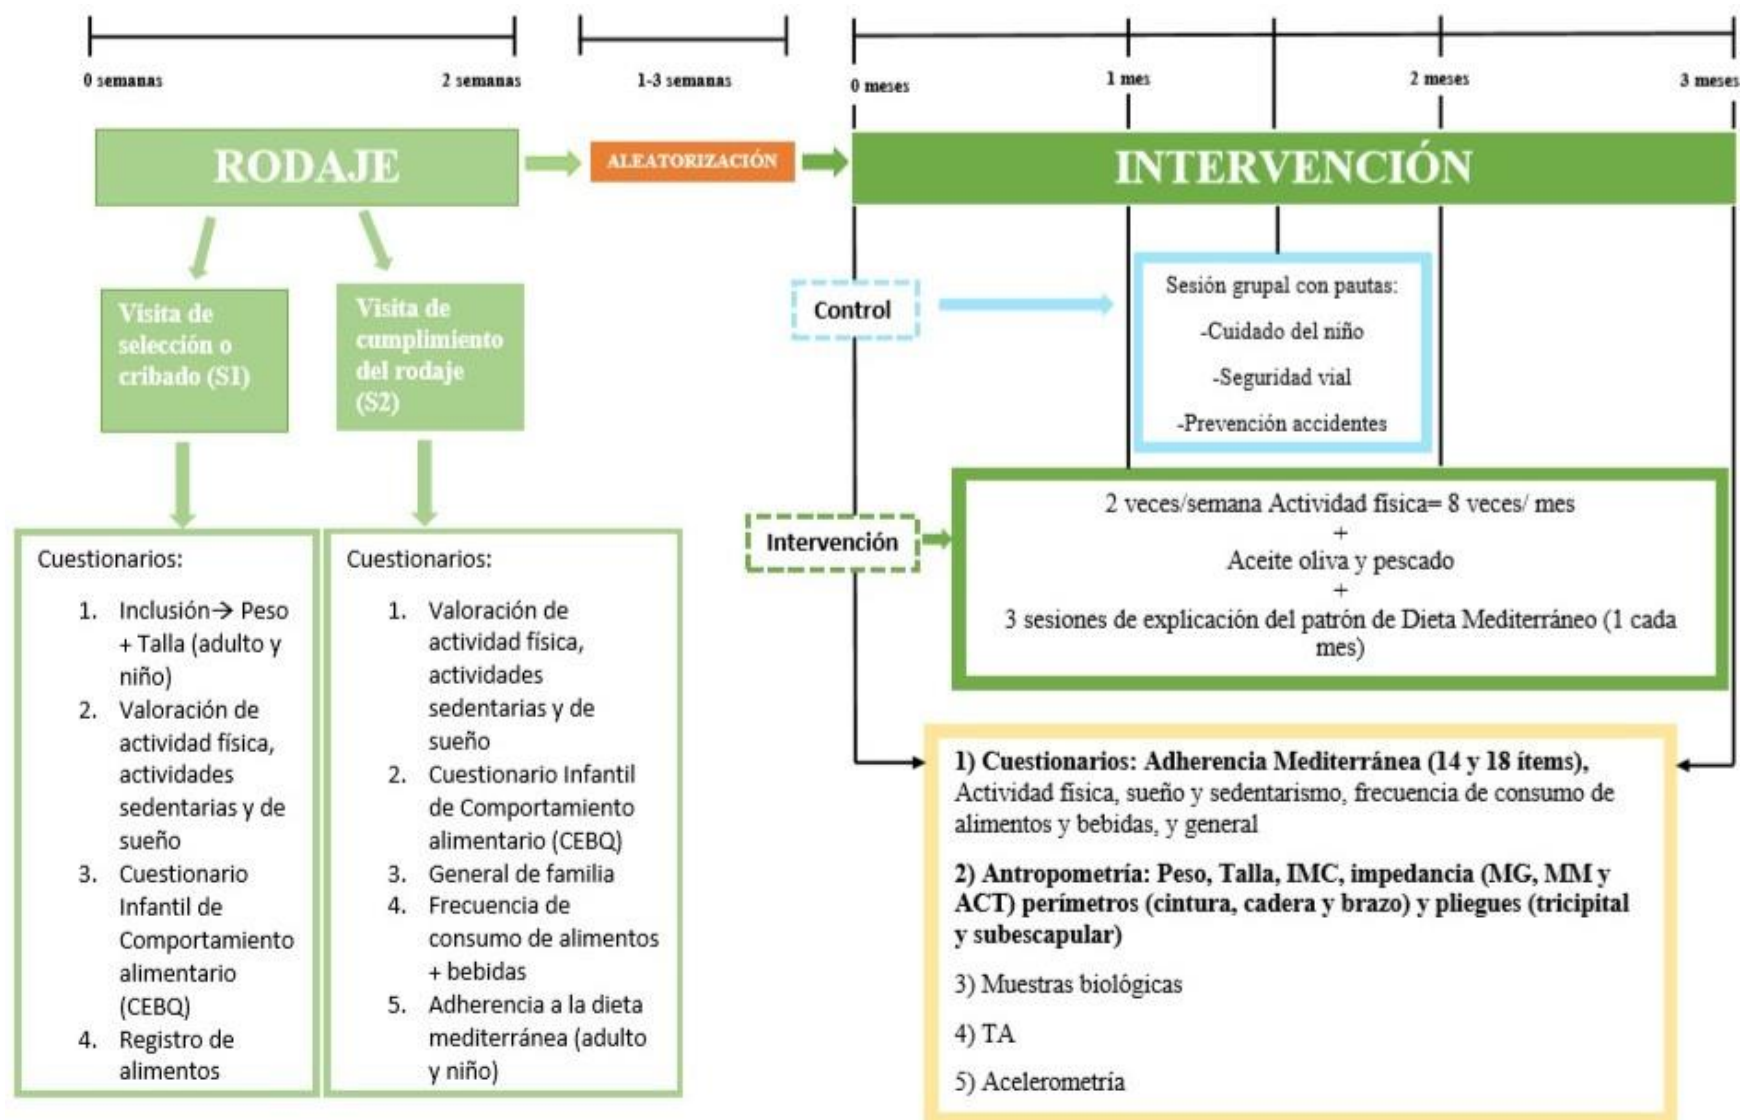 0 semanas
2 semanas
1-3 semanas
0 meses
1 mes
2 meses
3 meses
RODAJE
ALEATORIZACIÓN
INTERVENCIÓN
Visita de
selección o
cribado (S1)
Visita de
cumplimiento
del rodaje
(S2)
Control
Sesión grupal con pautas:
-Cuidado del niño
-Seguridad vial
-Prevención accidentes
Intervención
2 veces/semana Actividad física= 8 veces/ mes
+
Aceite oliva y pescado
+
3 sesiones de explicación del patrón de Dieta Mediterráneo (1 cada
mes)
Cuestionarios:
1. Inclusión→ Peso
+ Talla (adulto y
niño)
2. Valoración de
actividad física,
actividades
sedentarias y de
sueño
3. Cuestionario
Infantil de
Comportamiento
alimentario
(CEBQ)
4. Registro de
alimentos
Cuestionarios:
1. Valoración de
actividad física,
actividades
sedentarias y de
sueño
2. Cuestionario Infantil
de Comportamiento
alimentario (CEBQ)
3. General de familia
4. Frecuencia de
consumo de alimentos
+ bebidas
5. Adherencia a la dieta
mediterránea (adulto
y niño)
1) Cuestionarios: Adherencia Mediterránea (14 y 18 ítems),
Actividad física, sueño y sedentarismo, frecuencia de consumo de
alimentos y bebidas, y general
2) Antropometría: Peso, Talla, IMC, impedancia (MG, MM y
ACT) perímetros (cintura, cadera y brazo) y pliegues (tricipital
y subescapular)
3) Muestras biológicas
4) TA
5) Acelerometría